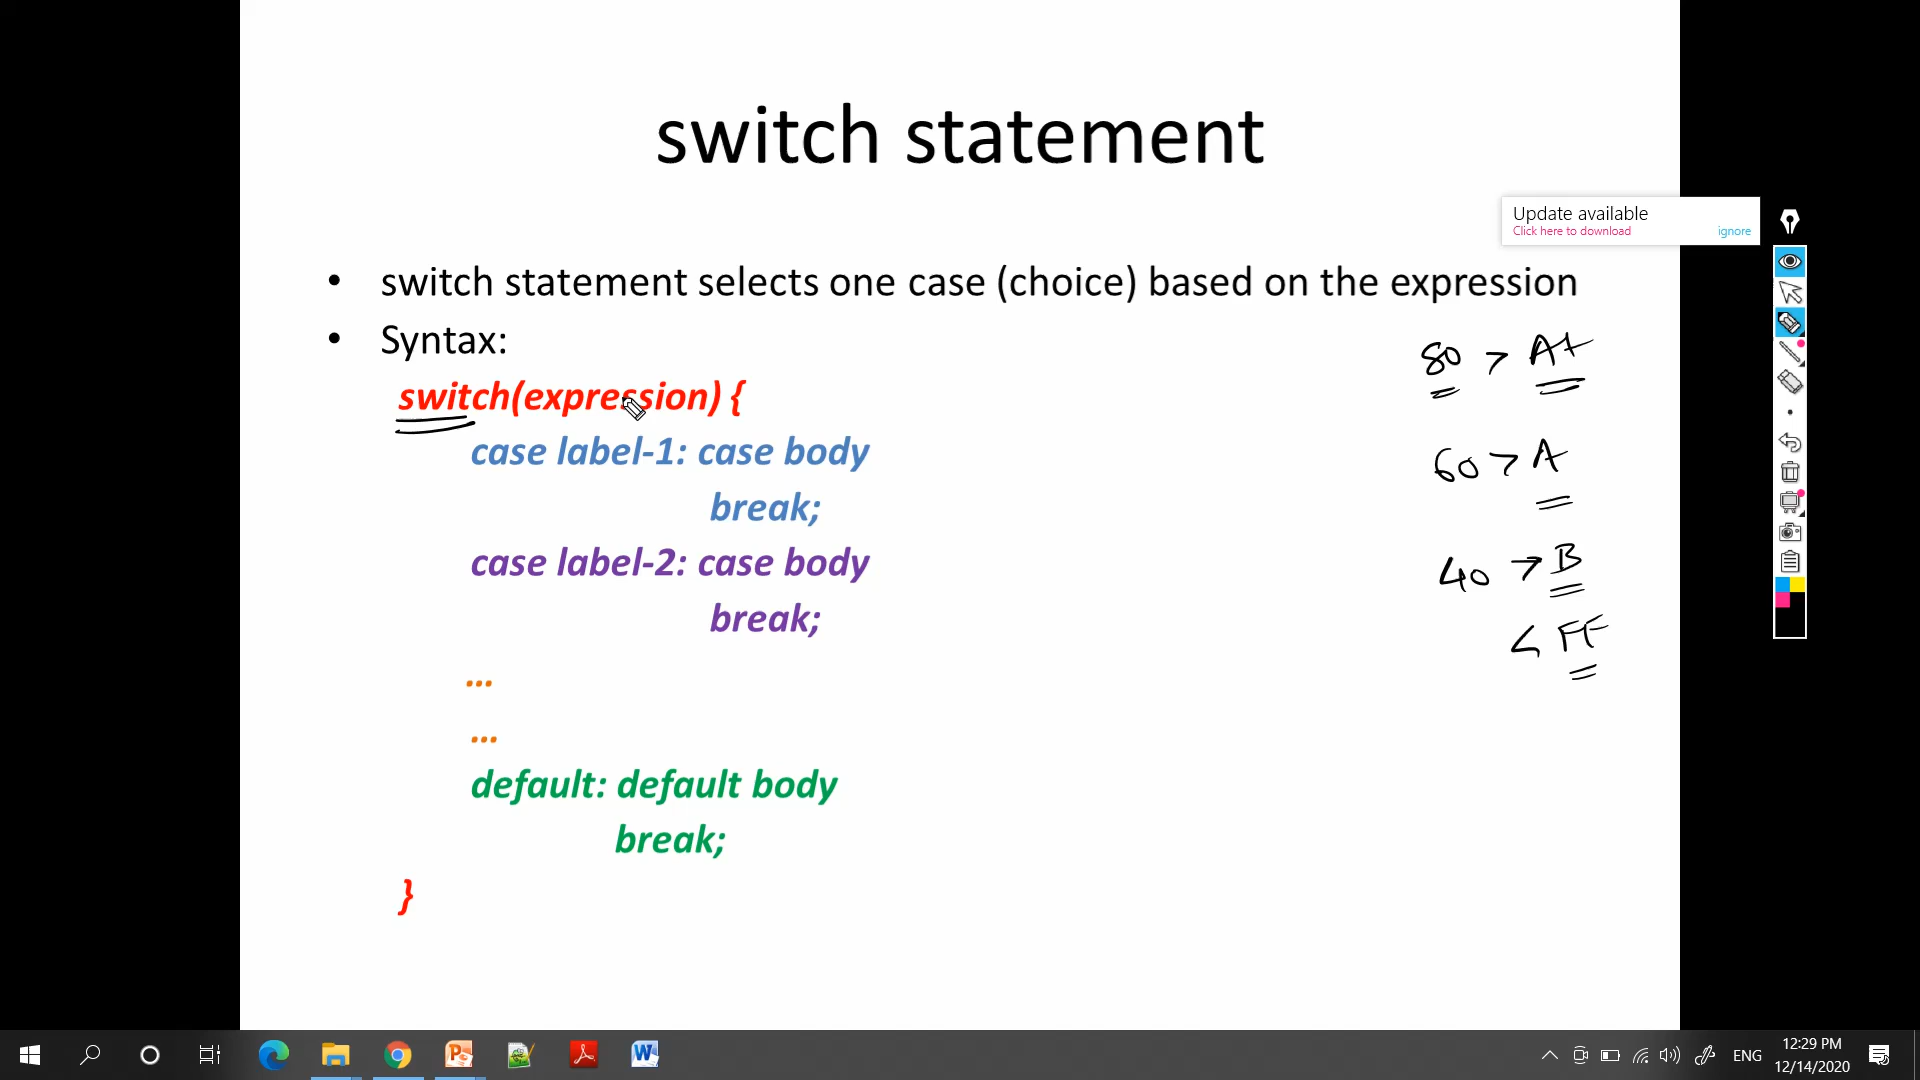 switch statement
Update available
Click here to download
ignore
• switch statement selects one case (choice) based on the expression
• Syntax:
switch(expression) {
case label-1: case body
break;
case label-2: case body
break;
...
...
default: default body
break;
}
80 > A+
60 > A
40 > B
< FF
ENG
12:29 PM
12/14/2020